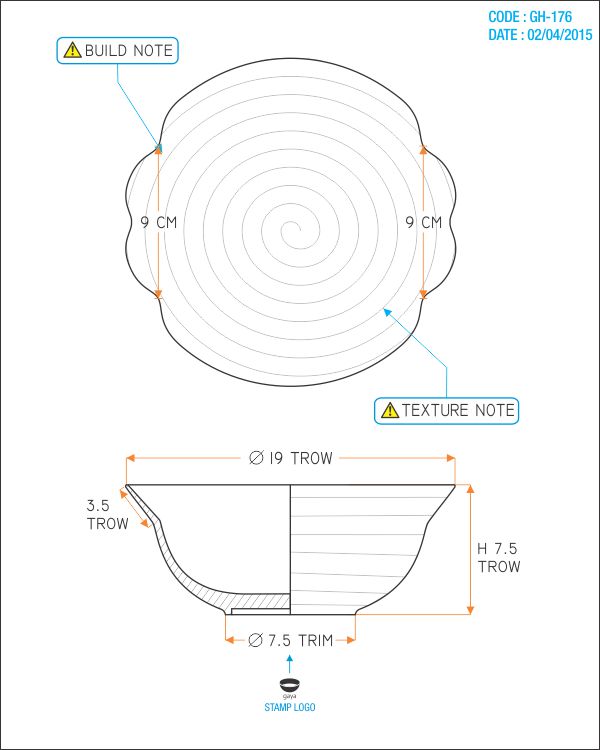 CODE : GH-176
DATE : 02/04/2015
BUILD NOTE
9 CM
9 CM
TEXTURE NOTE
Ø 19 TROW
3.5
TROW
H 7.5
TROW
Ø 7.5 TRIM
gaya
STAMP LOGO